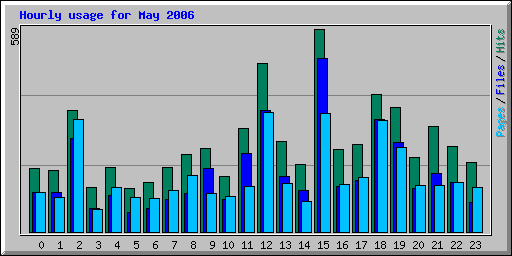 Hourly usage for May 2006
589
Pages / Files / Hits
0 1 2 3 4 5 6 7 8 9 10 11 12 13 14 15 16 17 18 19 20 21 22 23